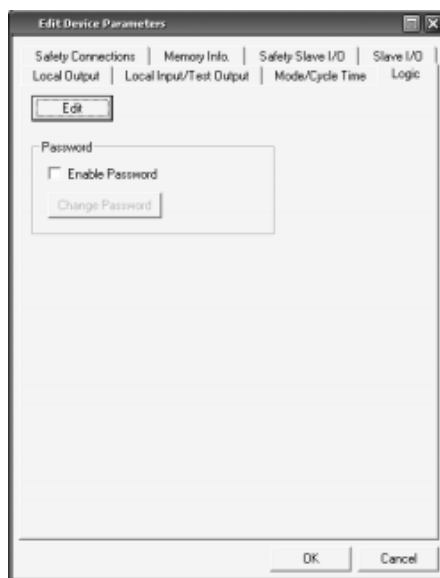 Edit Device Parameters
Safety Connections Memory Info. Safety Slave I/O Slave I/O
Local Output Local Input/Test Output Mode/Cycle Time Logic
Edit
Password
Enable Password
Change Password
OK Cancel